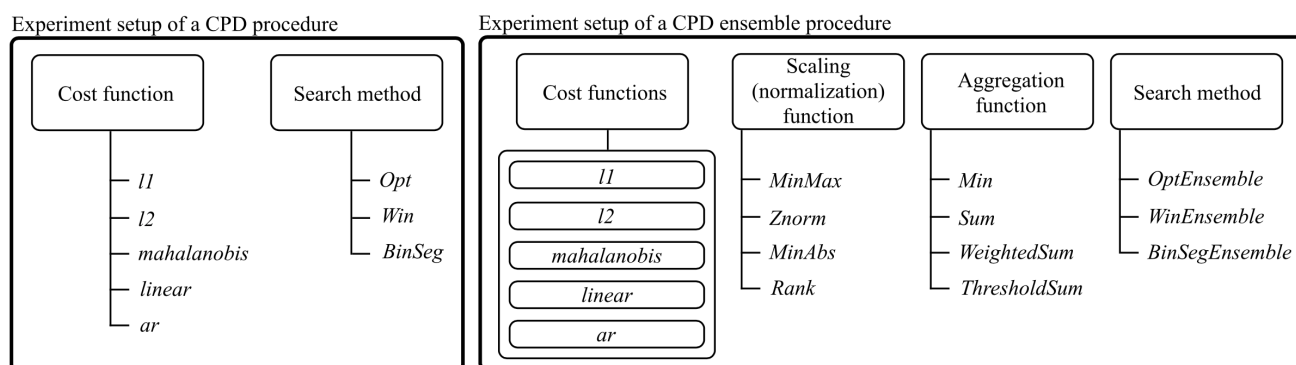 Experiment setup of a CPD procedure
Cost function
l1
l2
mahalanobis
linear
ar
Search method
Opt
Win
BinSeg
Experiment setup of a CPD ensemble procedure
Cost functions
l1
l2
mahalanobis
linear
ar
Scaling
(normalization)
function
MinMax
Znorm
MinAbs
Rank
Aggregation
function
Min
Sum
WeightedSum
ThresholdSum
Search method
OptEnsemble
WinEnsemble
BinSegEnsemble